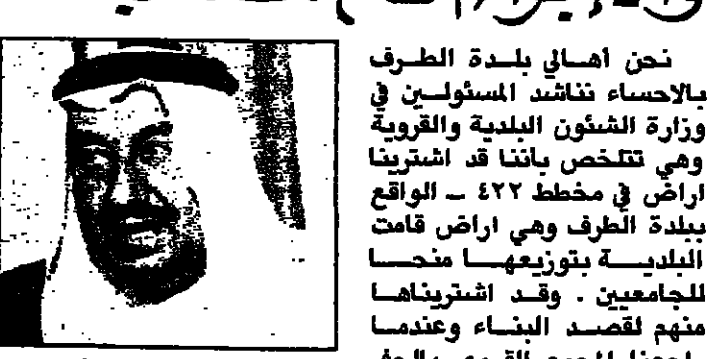 نحن أهالي بلدة الطرف
بالاحساء نناشد المسئولين في
وزارة الشئون البلدية والقروية
وهي تتلخص باننا قد اشترينا
اراض في مخطط ٤٢٢ - الواقع
ببلدة الطرف وهي اراض قامت
البلدية بتوزيعها منحا
للجامعيين . وقد اشتريناها
منهم لقصد البناء وعندما